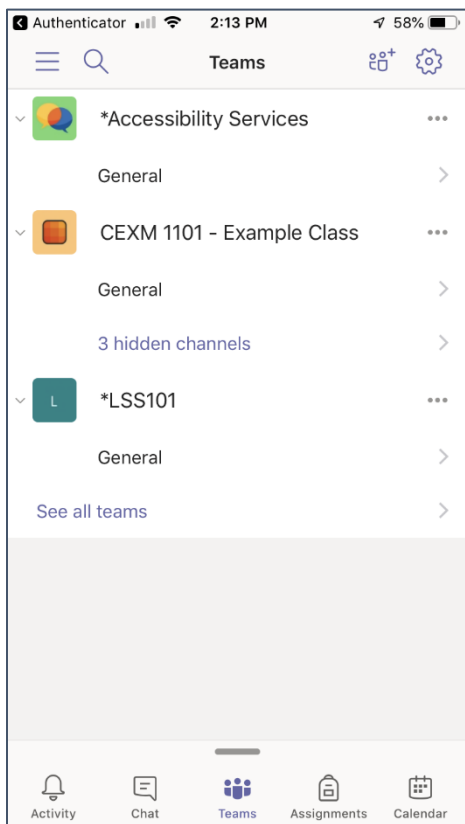 Authenticator 2:13 PM 58%
Teams
*Accessibility Services
General
CEXM 1101 - Example Class
General
3 hidden channels
L *LSS101
General
See all teams
Activity Chat Teams Assignments Calendar